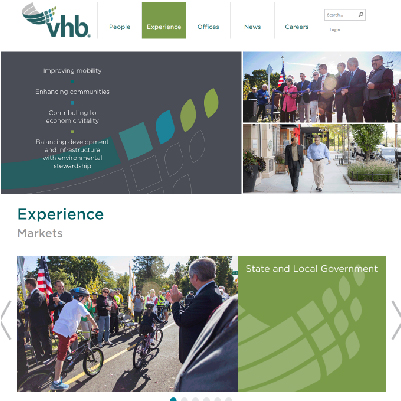 vhb.
People
Experience
Offices
News
Careers
Login
Improving mobility
Enhancing communities
Contributing to
economic vitality
Balancing development
and infrastructure
with environmental
stewardship
Experience
Markets
State and Local Government